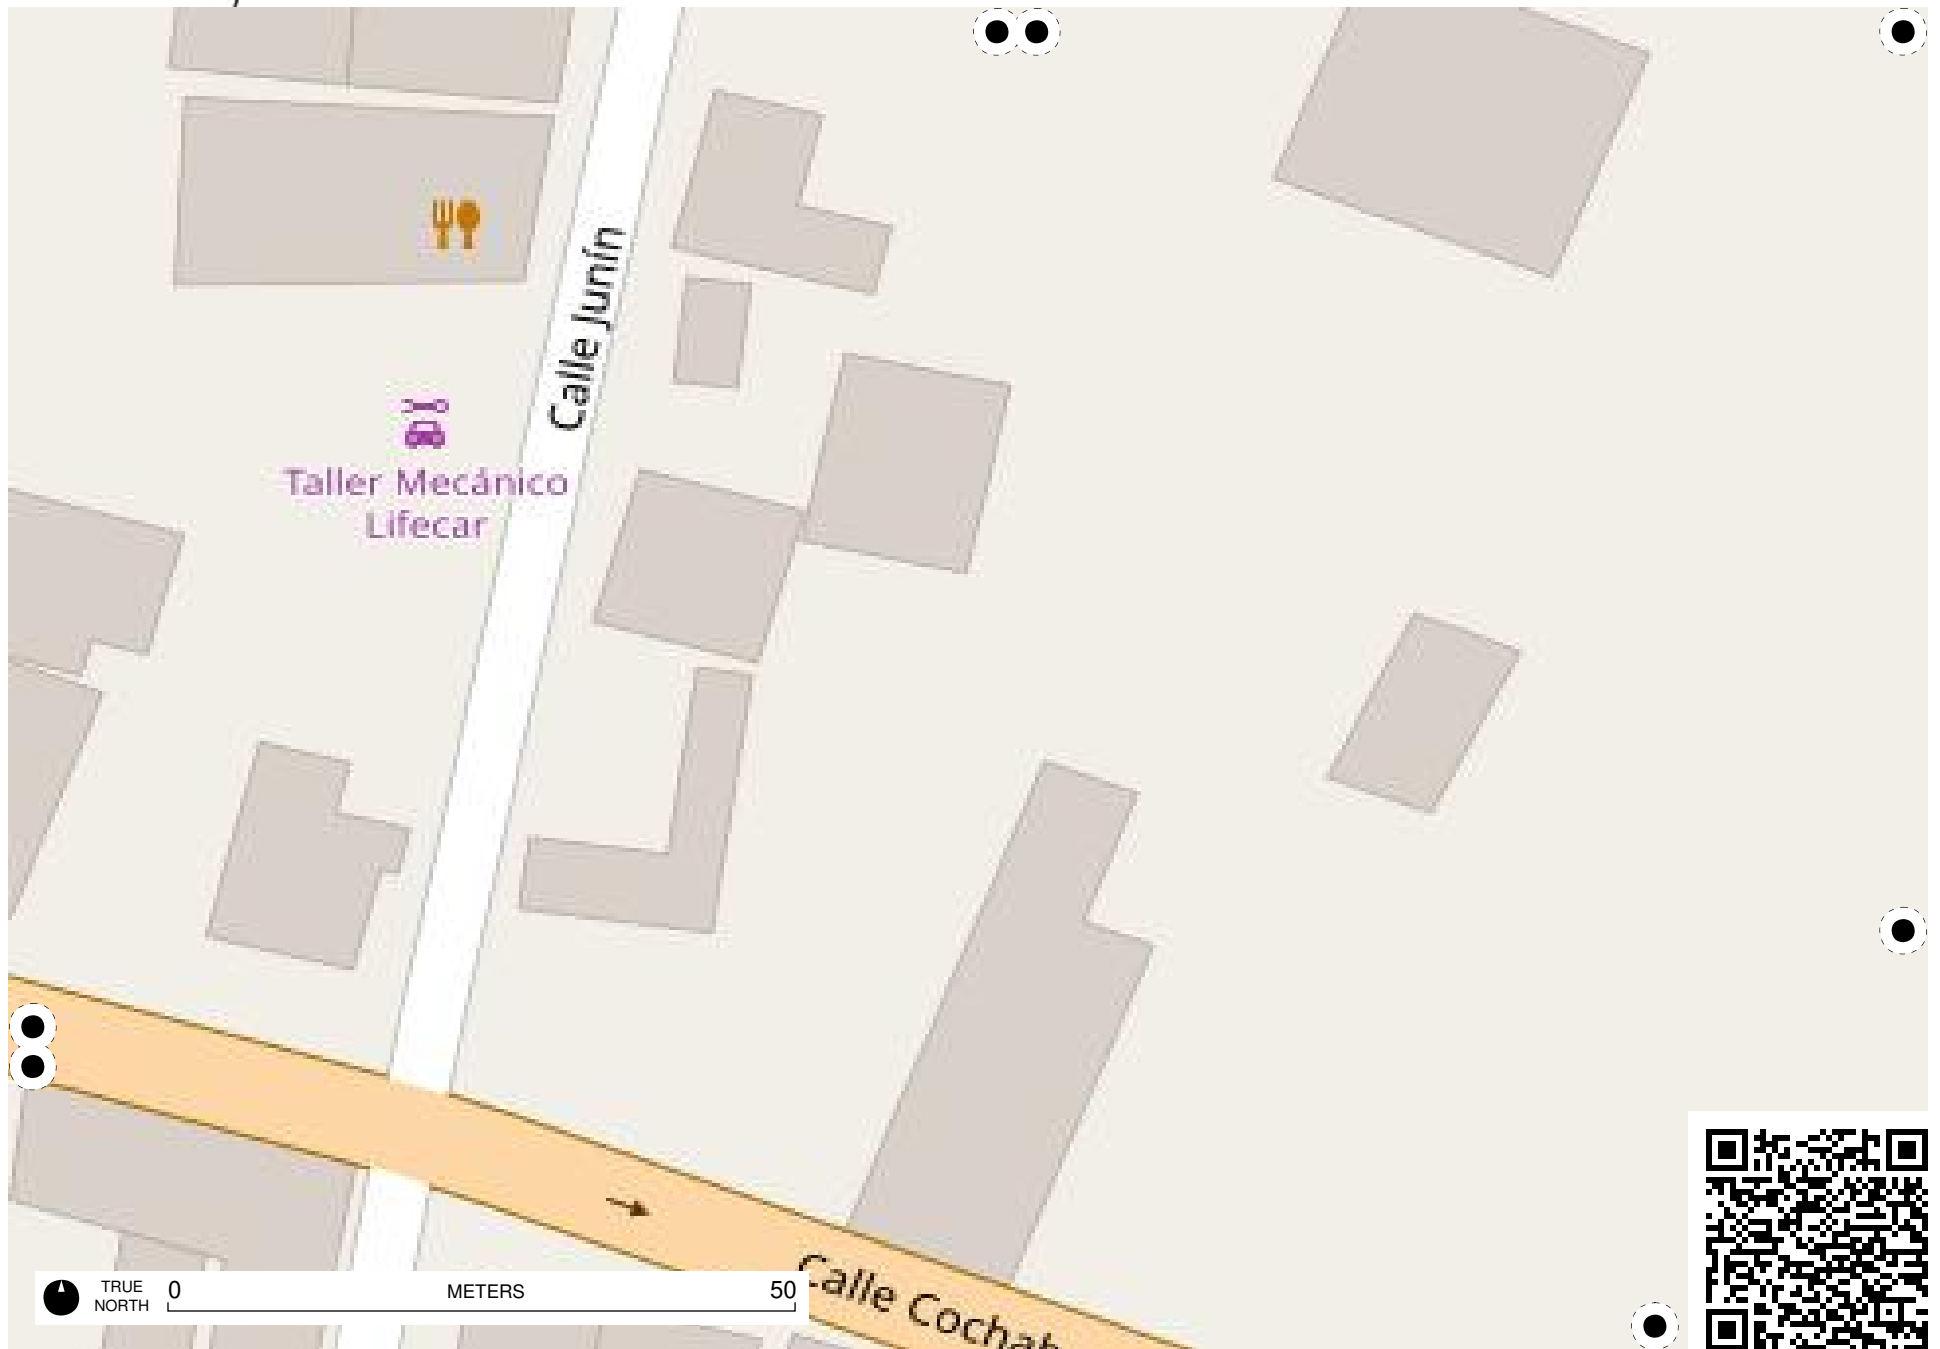 Calle Junín
Taller Mecánico
Lifecar
Calle Cochab
TRUE
NORTH
0 METERS 50